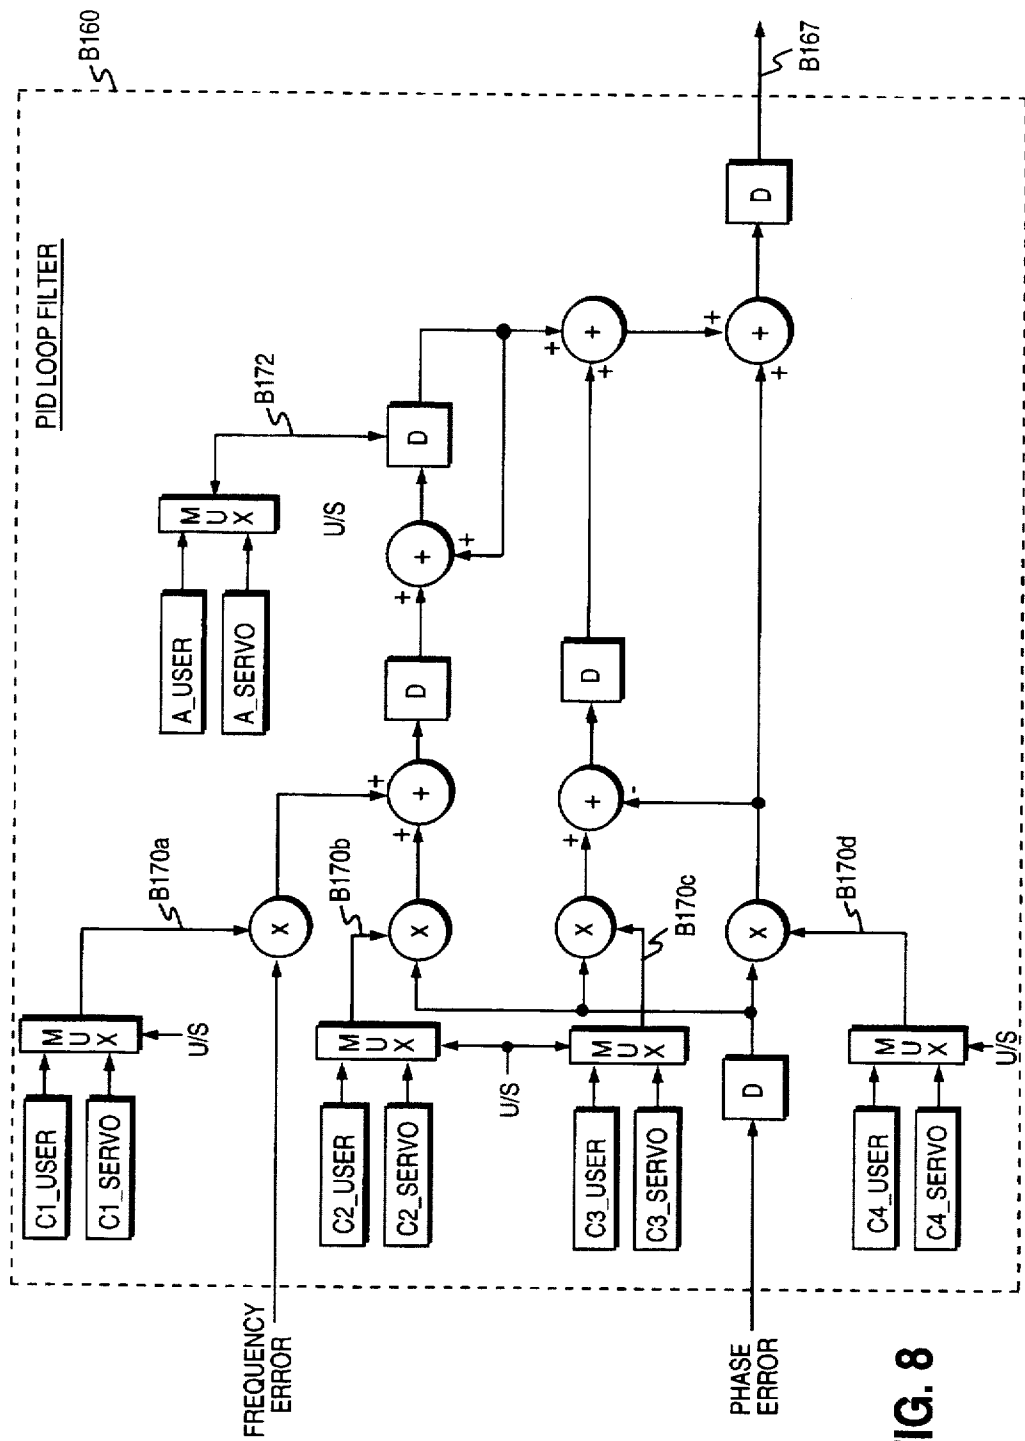 B160
PID LOOP FILTER
C1_USER
C1_SERVO
M
U
X
U/S
B170a
X
FREQUENCY
ERROR
A_USER
A_SERVO
M
U
X
B172
U/S
C2_USER
C2_SERVO
M
U
X
B170b
X
+
+
+
D
+
+
+
D
U/S
C3_USER
C3_SERVO
M
U
X
B170c
X
+
+
-
D
+
+
+
PHASE
ERROR
D
X
+
+
+
D
B167
C4_USER
C4_SERVO
M
U
X
U/S
B170d
IG. 8